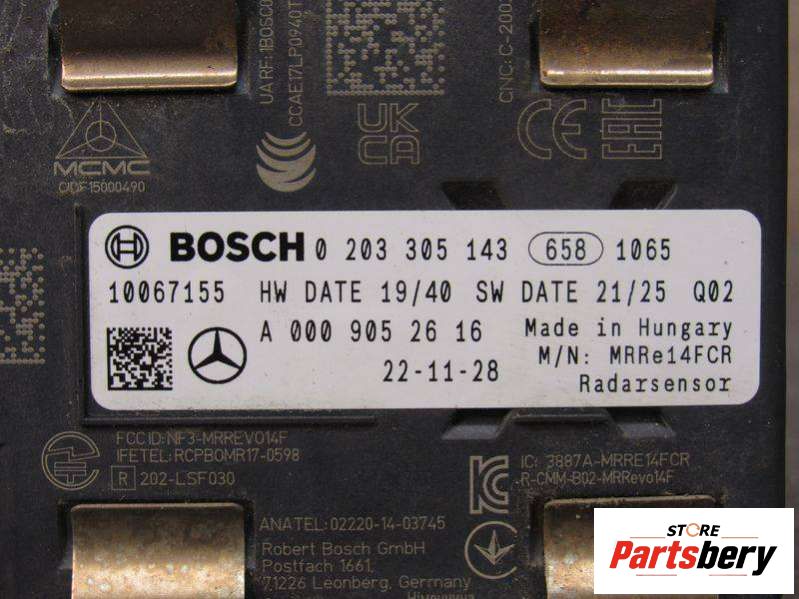 UA RF: 1BOSC0
CCAE17LP0940T
CNC: C-200
UK
CA
CE
EAC
MCMC
CIDF15000490
BOSCH 0 203 305 143 658 1065
10067155 HW DATE 19/40 SW DATE 21/25 Q02
A 000 905 26 16 Made in Hungary
22-11-28 M/N: MRRe14FCR
Radarsensor
FCC ID: NF3-MRREVO14F
IFETEL: RCPBOMR17-0598
R 202-LSF030
IC: 3887A-MRRE14FCR
R-CMM-B02-MRRevo14F
ANATEL: 02220-14-03745
Robert Bosch GmbH
Postfach 1661,
71226 Leonberg, Germany
STORE
Partsbery